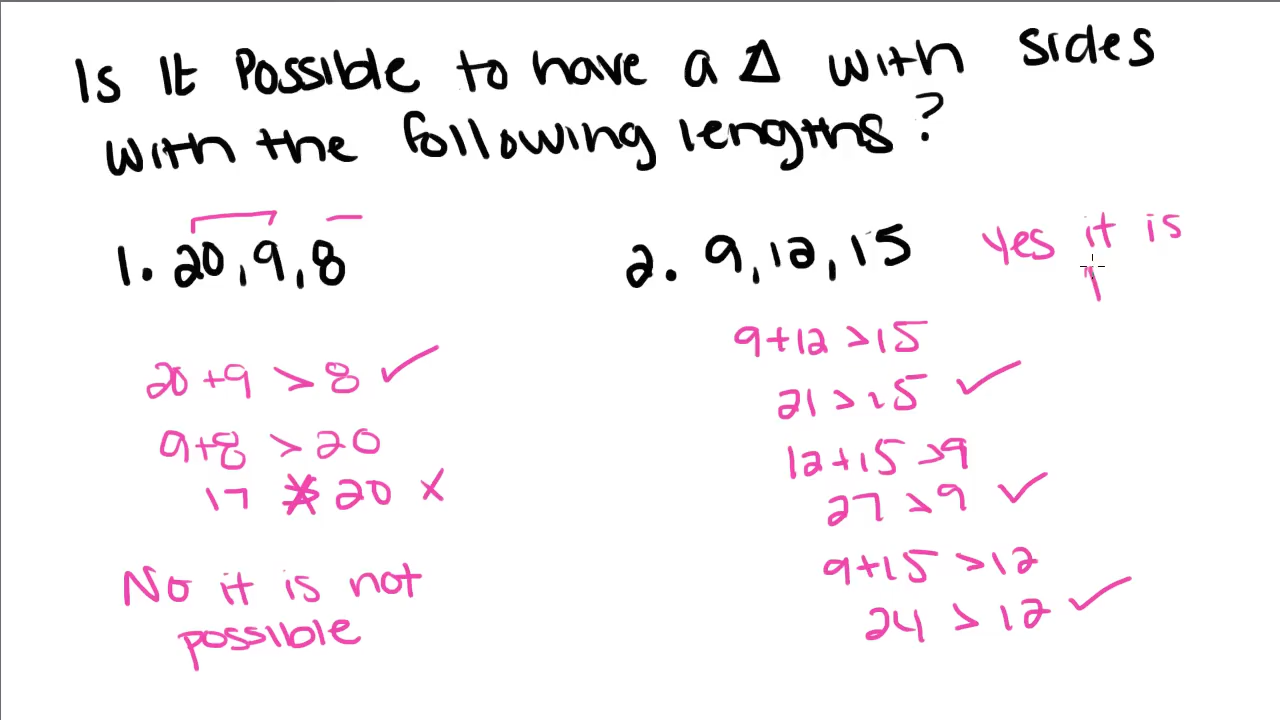 Is It Possible to have a Δ with sides
with the following lengths?
1. 20, 9, 8
20 + 9 > 8 ✓
9 + 8 > 20
17 ≯ 20 ✗
No it is not
possible
2. 9, 12, 15 Yes it is
9 + 12 > 15
21 > 15 ✓
12 + 15 > 9
27 > 9 ✓
9 + 15 > 12
24 > 12 ✓